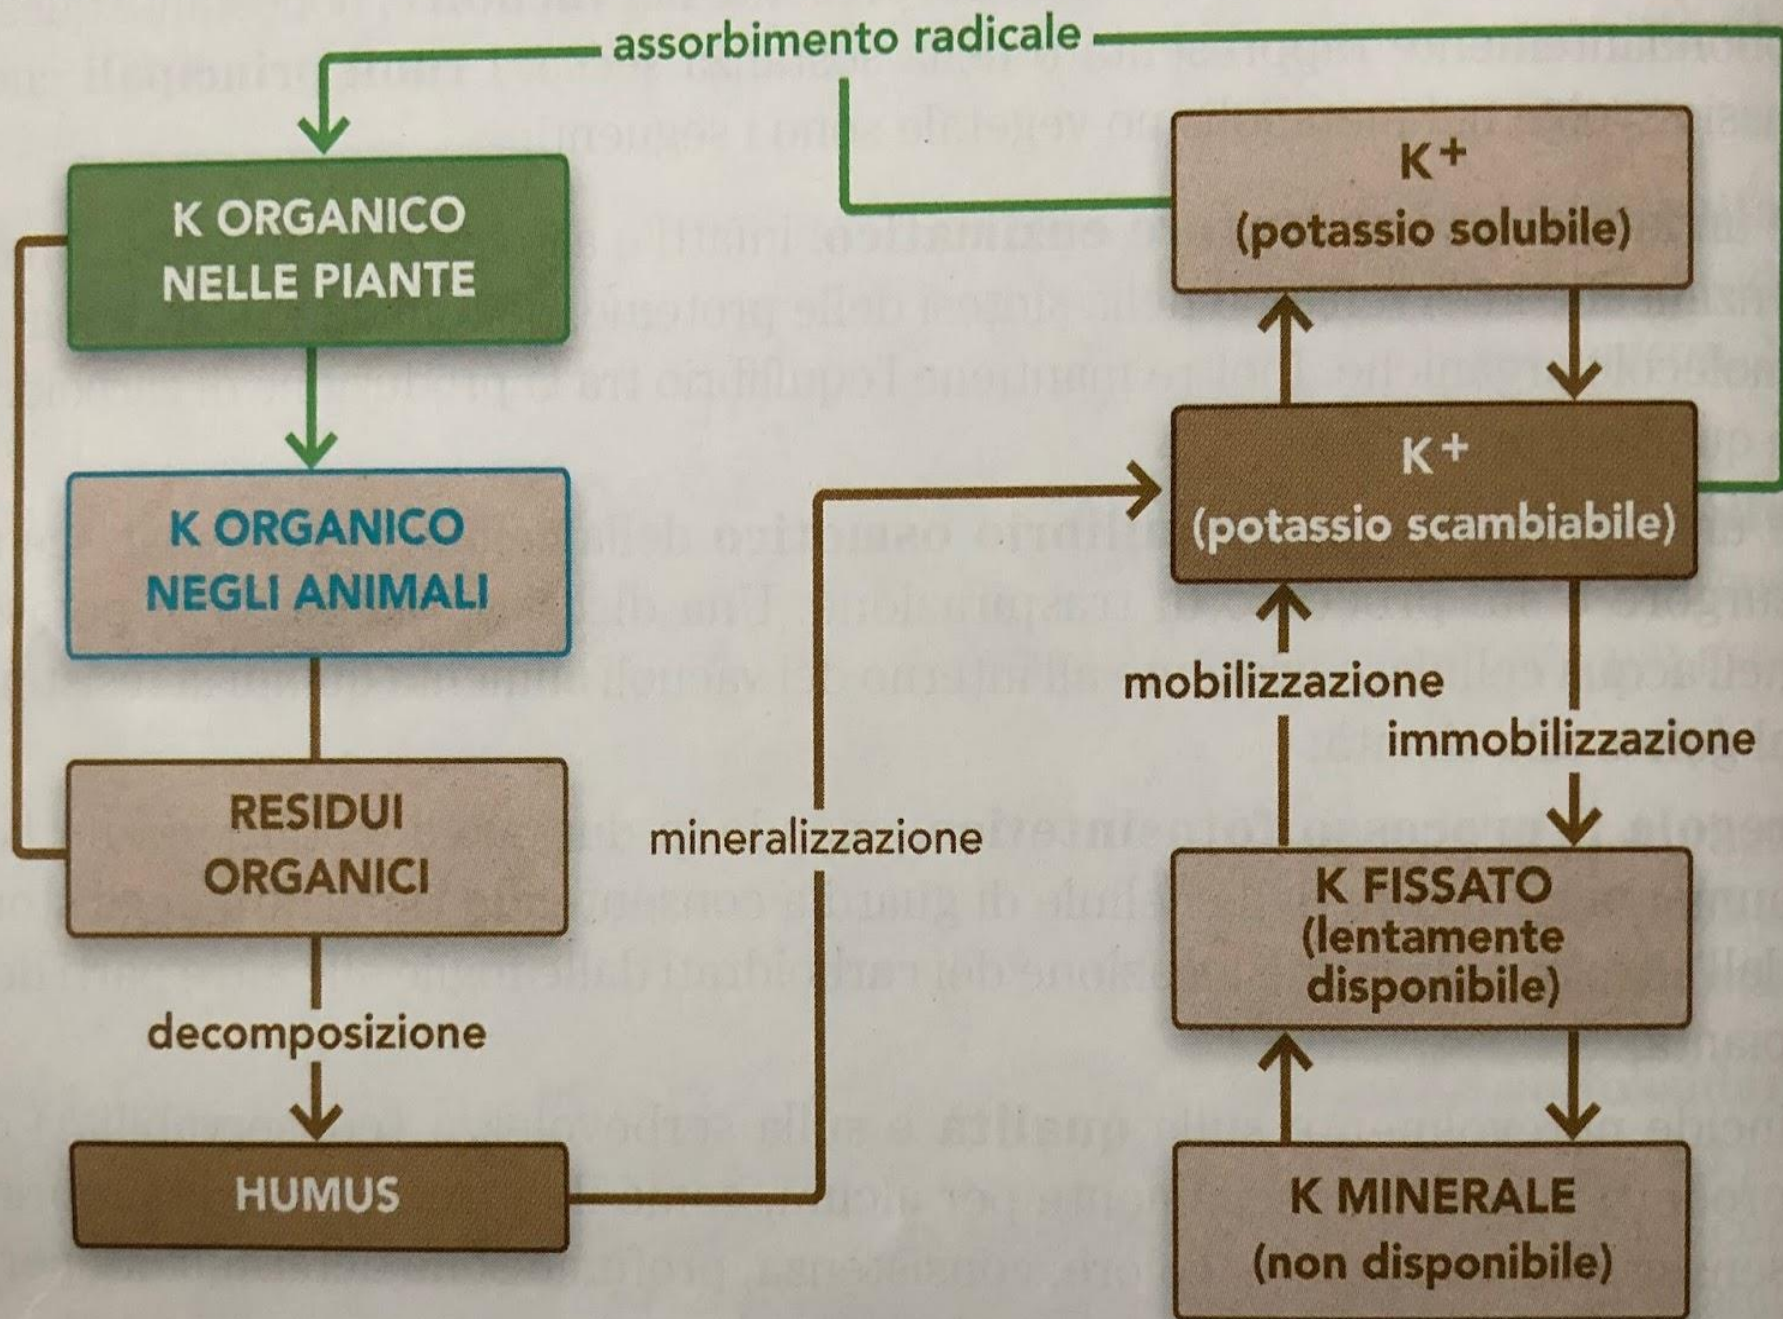 assorbimento radicale
K ORGANICO
NELLE PIANTE
K ORGANICO
NEGLI ANIMALI
RESIDUI
ORGANICI
decomposizione
HUMUS
mineralizzazione
K+
(potassio solubile)
K+
(potassio scambiabile)
mobilizzazione
immobilizzazione
K FISSATO
(lentamente
disponibile)
K MINERALE
(non disponibile)